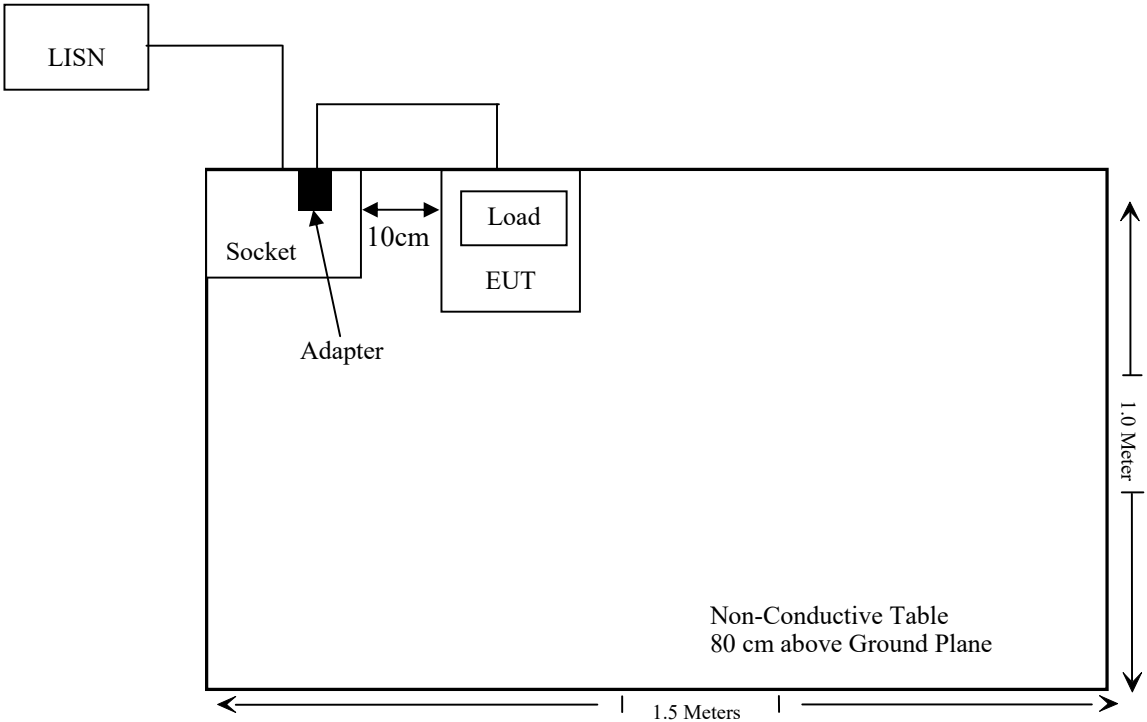 LISN
Load
10cm
Socket
EUT
Adapter
1.0 Meter
Non-Conductive Table
80 cm above Ground Plane
1.5 Meters